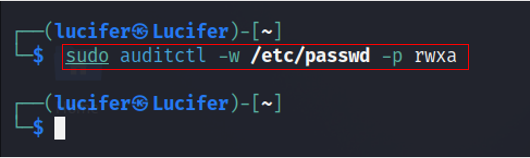 ┌──(lucifer㉿Lucifer)-[~]
└─$ sudo auditctl -w /etc/passwd -p rwxa
┌──(lucifer㉿Lucifer)-[~]
└─$